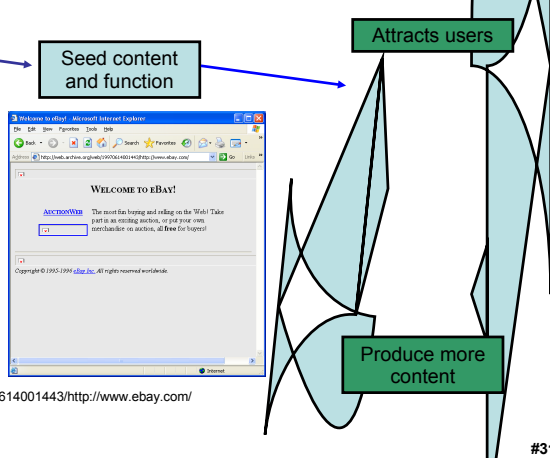 Attracts users
Seed content
and function
Welcome to eBay! - Microsoft Internet Explorer
File Edit View Favorites Tools Help
Back Search Favorites
Address http://web.archive.org/web/19970614001443/http://www.ebay.com/ Go Links »
WELCOME TO EBAY!
AUCTIONWEB The most fun buying and selling on the Web! Take
part in an exciting auction, or put your own
merchandise on auction, all free for buyers!
Copyright © 1995-1996 eBay Inc. All rights reserved worldwide.
Internet
Produce more
content
614001443/http://www.ebay.com/
#31